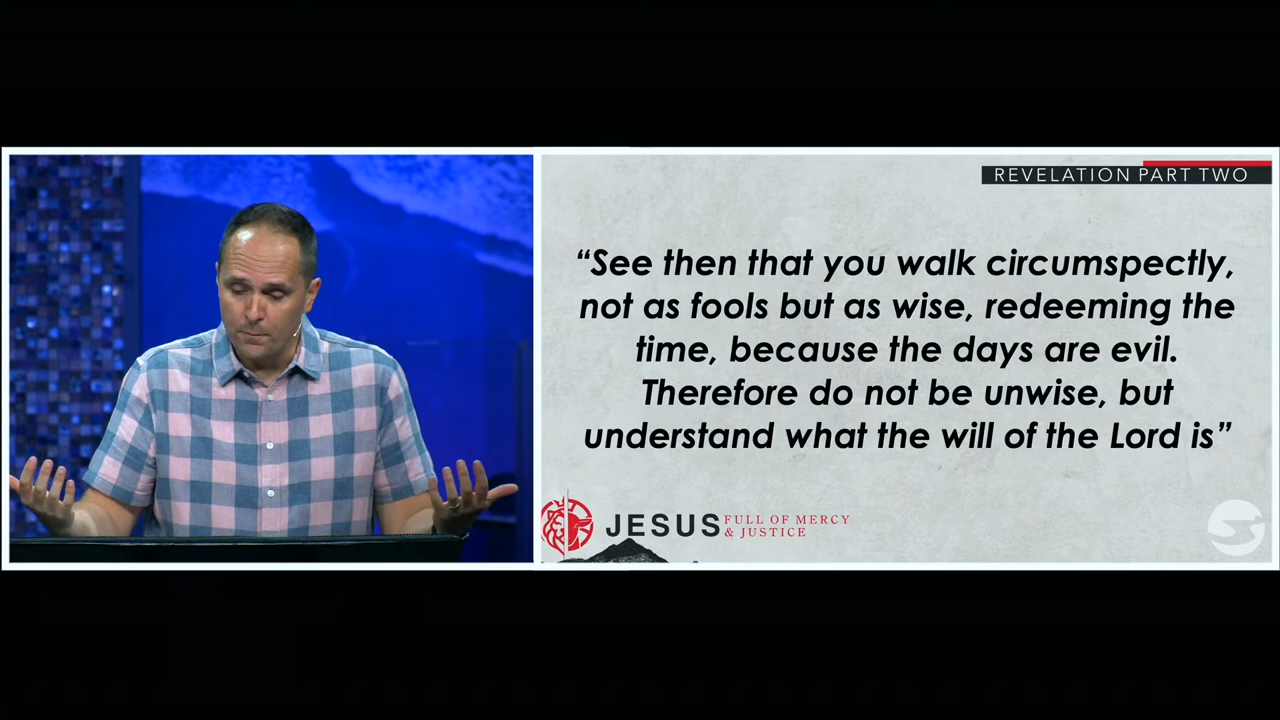 REVELATION PART TWO
“See then that you walk circumspectly,
not as fools but as wise, redeeming the
time, because the days are evil.
Therefore do not be unwise, but
understand what the will of the Lord is”
JESUS
FULL OF MERCY
& JUSTICE